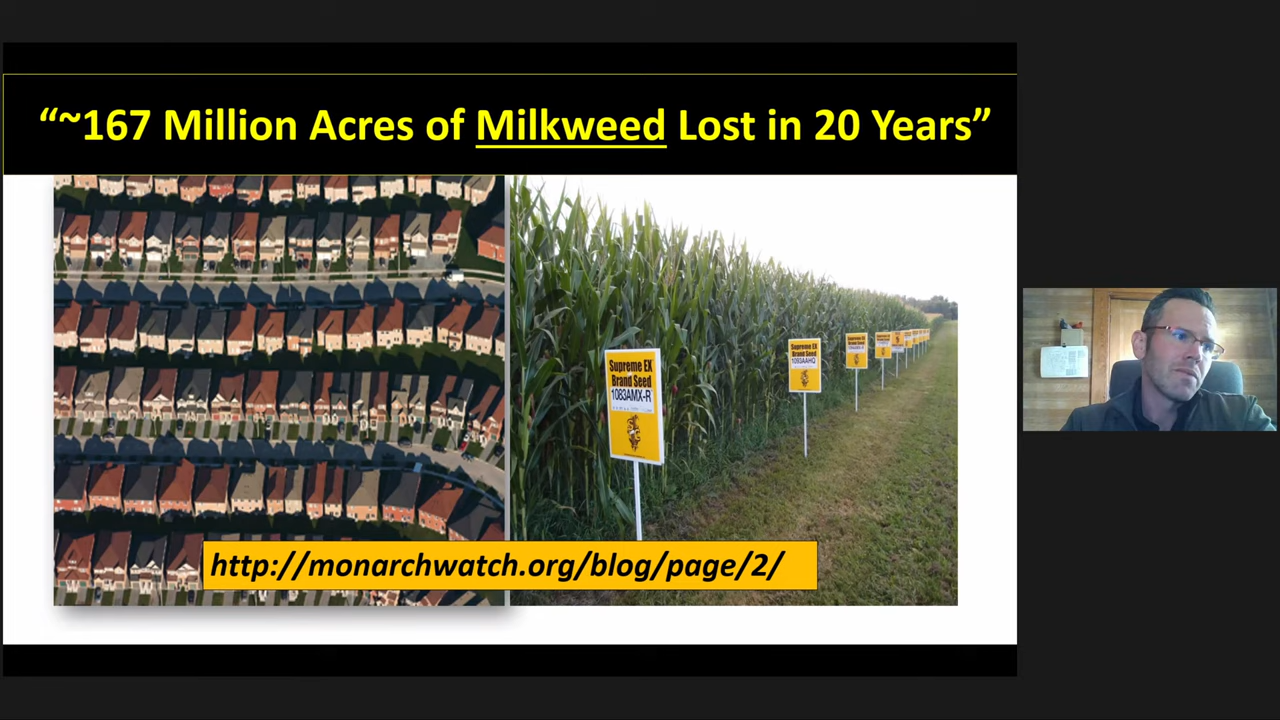 “~167 Million Acres of Milkweed Lost in 20 Years”
Supreme EX
Brand Seed
1083AMX-R
Supreme EX
Brand Seed
http://monarchwatch.org/blog/page/2/